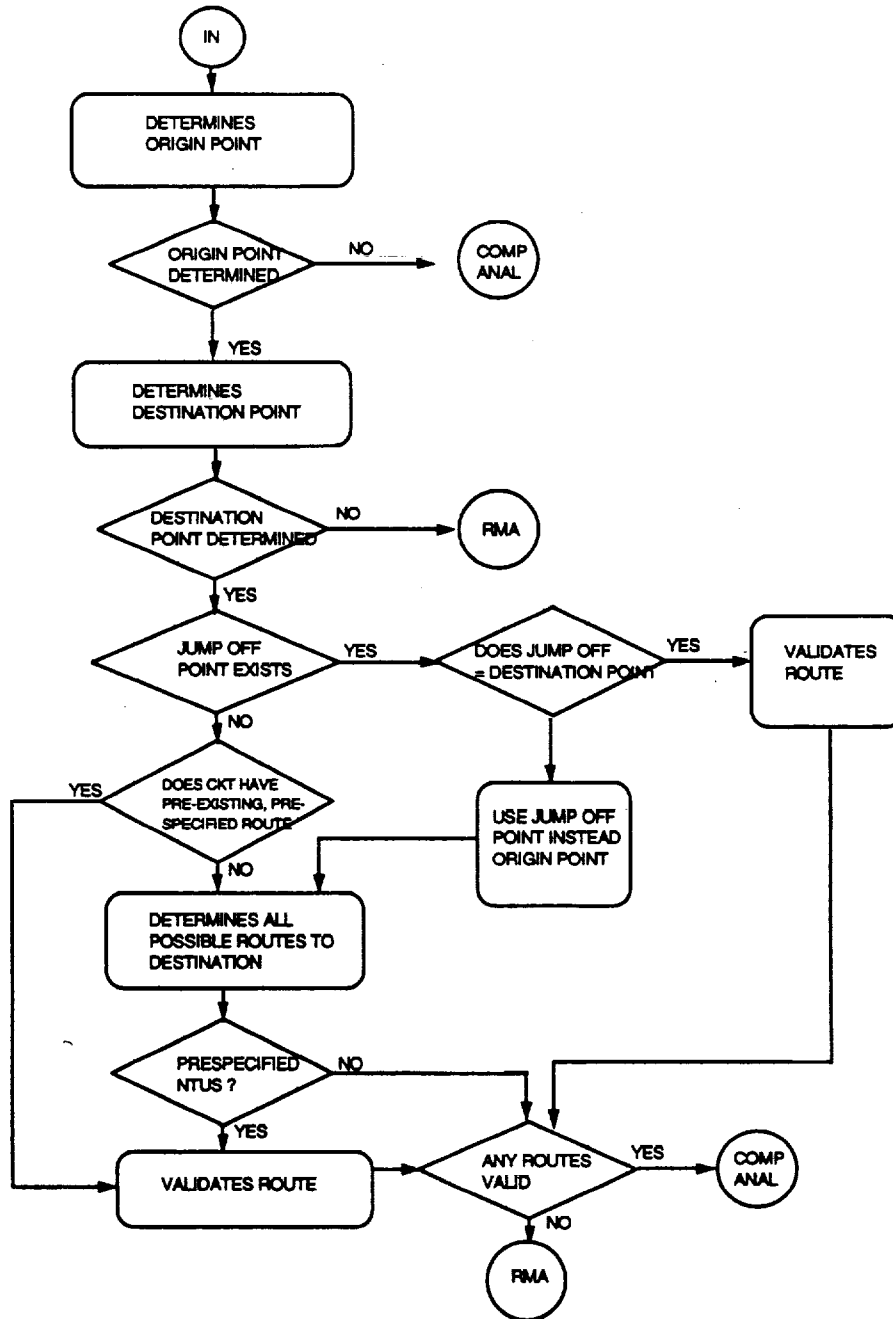 IN
DETERMINES
ORIGIN POINT
ORIGIN POINT
DETERMINED
NO
COMP
ANAL
YES
DETERMINES
DESTINATION POINT
DESTINATION
POINT DETERMINED
NO
RMA
YES
JUMP OFF
POINT EXISTS
YES
DOES JUMP OFF
= DESTINATION POINT
YES
VALIDATES
ROUTE
NO
YES
DOES CKT HAVE
PRE-EXISTING, PRE-
SPECIFIED ROUTE
USE JUMP OFF
POINT INSTEAD
ORIGIN POINT
NO
DETERMINES ALL
POSSIBLE ROUTES TO
DESTINATION
PRESPECIFIED
NTUS ?
NO
YES
VALIDATES ROUTE
ANY ROUTES
VALID
YES
COMP
ANAL
NO
RMA